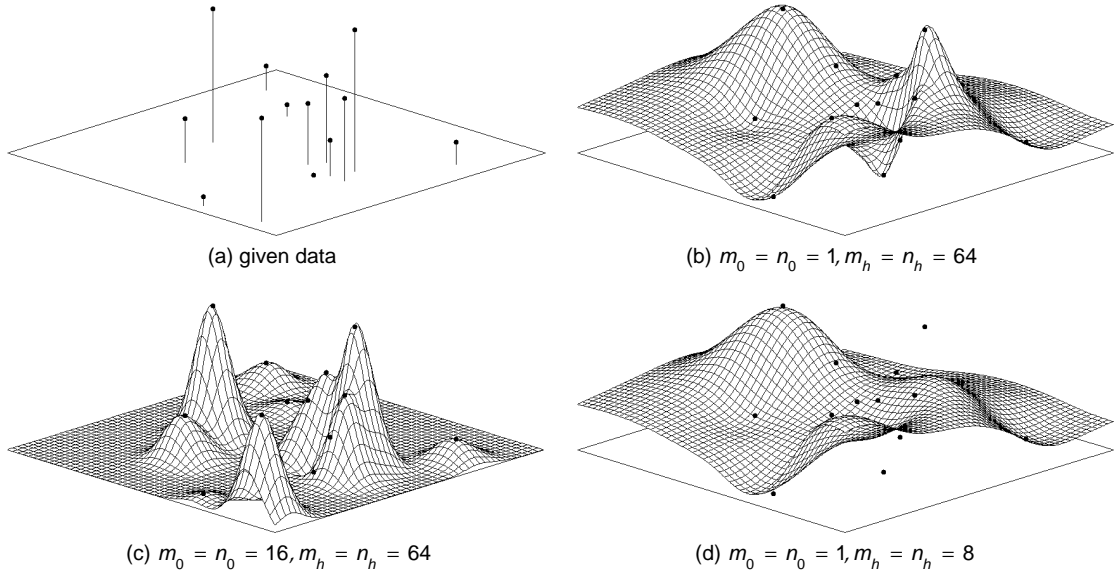 (a) given data
(b) m₀ = n₀ = 1, mₕ = nₕ = 64
(c) m₀ = n₀ = 16, mₕ = nₕ = 64
(d) m₀ = n₀ = 1, mₕ = nₕ = 8